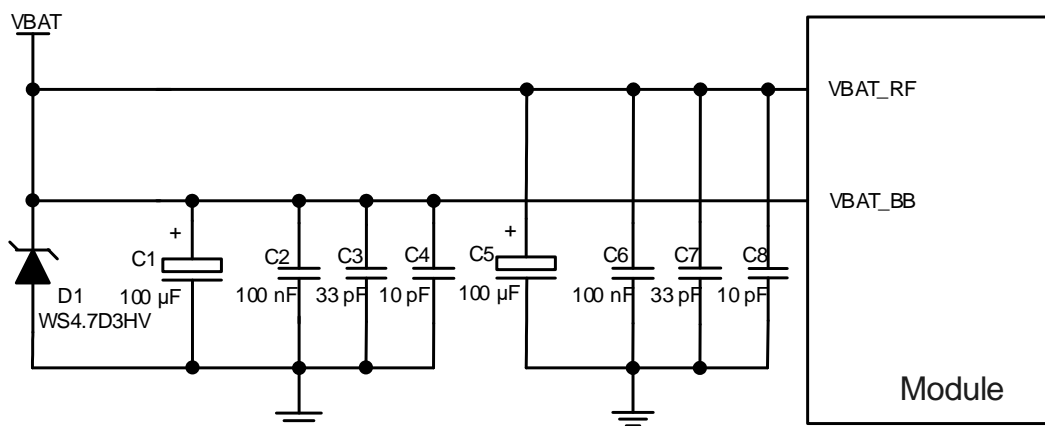 VBAT
VBAT_RF
VBAT_BB
+
C1
100 µF
C2
100 nF
C3
33 pF
C4
10 pF
+
C5
100 µF
C6
100 nF
C7
33 pF
C8
10 pF
D1
WS4.7D3HV
Module